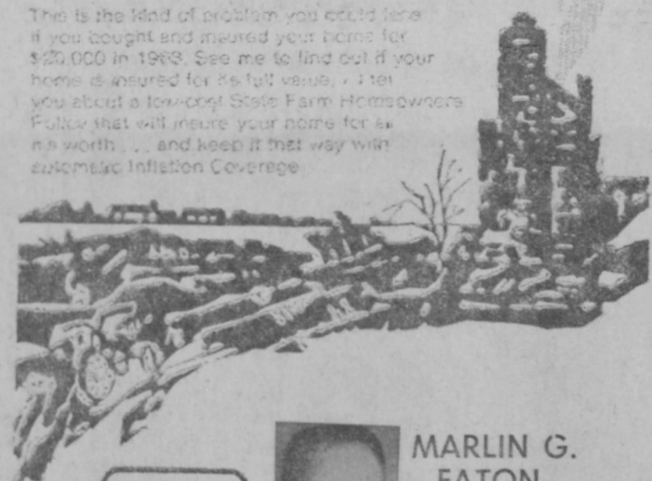 This is the kind of problem you could face
if you bought and insured your home for
$20,000 in 1963. See me to find out if your
home is insured for its full value.
you about a low-cost State Farm Homeowners
Policy that will insure your home for all
its worth . . . and keep it that way with
automatic Inflation Coverage.
MARLIN G.
EATON